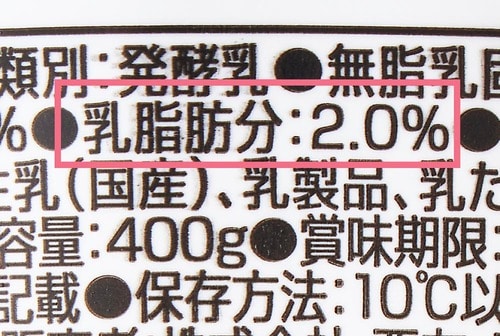 類別:発酵乳 ●無脂乳固
%●乳脂肪分:2.0%●
生乳(国産)、乳製品、乳た
容量:400g●賞味期限:
記載 ●保存方法:10℃以